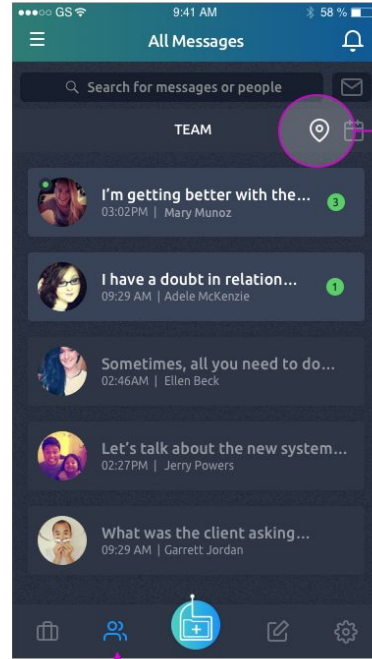 GS 9:41 AM 58 %
All Messages
Search for messages or people
TEAM
I'm getting better with the...
3
03:02PM | Mary Munoz
I have a doubt in relation...
1
09:29 AM | Adele McKenzie
Sometimes, all you need to do...
02:46AM | Ellen Beck
Let's talk about the new system...
02:27PM | Jerry Powers
What was the client asking...
09:29 AM | Garrett Jordan